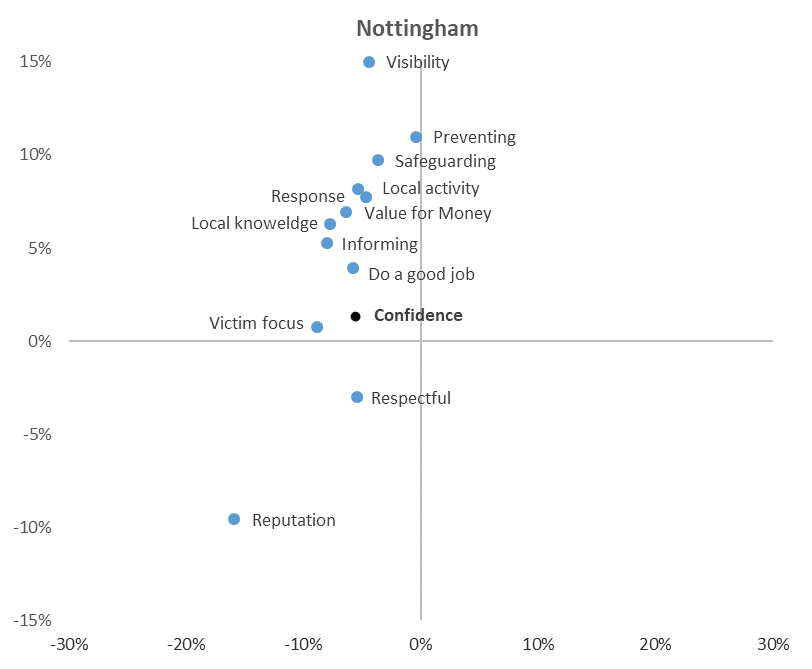 Nottingham
15%
Visibility
Preventing
10%
Safeguarding
Local activity
Response
Value for Money
Local knoweldge
Informing
5%
Do a good job
Confidence
Victim focus
0%
Respectful
-5%
Reputation
-10%
-15%
-30% -20% -10% 0% 10% 20% 30%